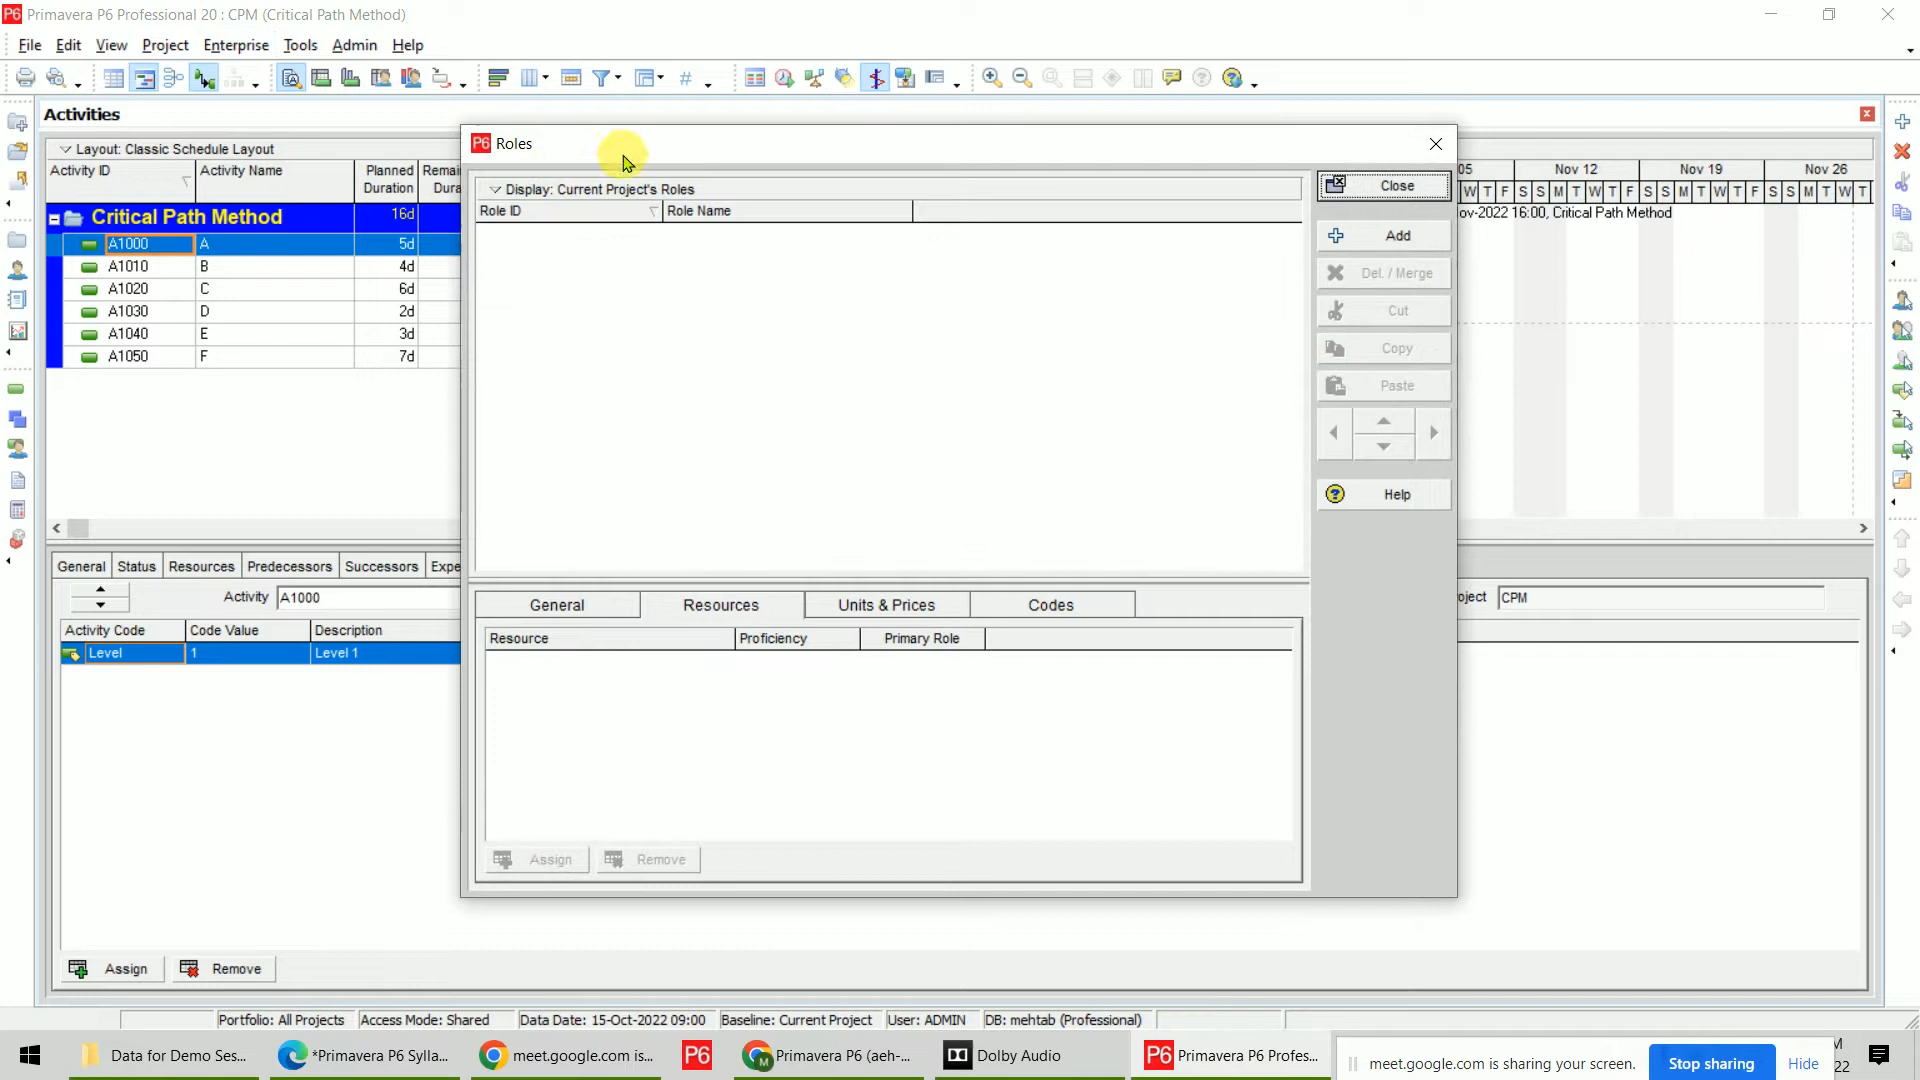 P6 Primavera P6 Professional 20 : CPM (Critical Path Method)
File Edit View Project Enterprise Tools Admin Help
Activities
Layout: Classic Schedule Layout
Activity ID Activity Name Planned Duration
Critical Path Method 16d
A1000 A 5d
A1010 B 4d
A1020 C 6d
A1030 D 2d
A1040 E 3d
A1050 F 7d
P6 Roles
Display: Current Project's Roles
Role ID Role Name
Close
Add
Del. / Merge
Cut
Copy
Paste
Help
General Resources Units & Prices Codes
Resource Proficiency Primary Role
Assign Remove
05 Nov 12 Nov 19 Nov 26
W T F S S M T W T F S S M T W T F S S M T W T
ov-2022 16:00, Critical Path Method
General Status Resources Predecessors Successors Expe
Activity A1000
oject CPM
Activity Code Code Value Description
Level 1 Level 1
Assign Remove
Portfolio: All Projects Access Mode: Shared Data Date: 15-Oct-2022 09:00 Baseline: Current Project User: ADMIN DB: mehtab (Professional)
Data for Demo Ses... *Primavera P6 Sylla... meet.google.com is... P6 Primavera P6 (aeh-... Dolby Audio P6 Primavera P6 Profes...
meet.google.com is sharing your screen. Stop sharing Hide
M
22